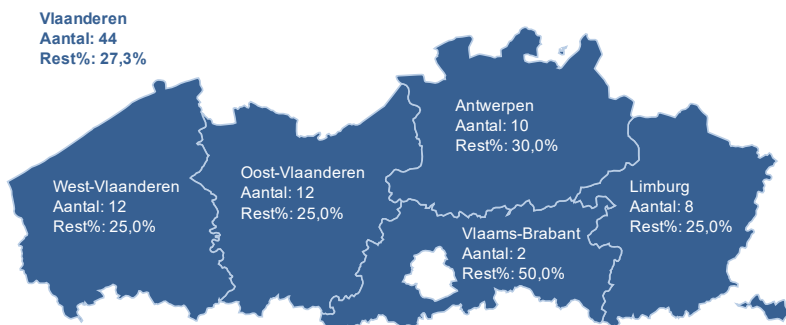 Vlaanderen
Aantal: 44
Rest%: 27,3%
Antwerpen
Aantal: 10
Rest%: 30,0%
West-Vlaanderen
Aantal: 12
Rest%: 25,0%
Oost-Vlaanderen
Aantal: 12
Rest%: 25,0%
Limburg
Aantal: 8
Rest%: 25,0%
Vlaams-Brabant
Aantal: 2
Rest%: 50,0%